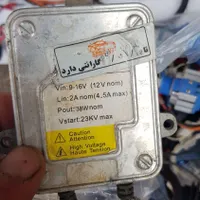 گارانتی دارد
Vin: 9-16V (12V nom)
Lin: 2A nom(4.5A max)
Pout: 38W nom
Vstart: 23KV max
Caution
Attention
High Voltage
Haute Tension